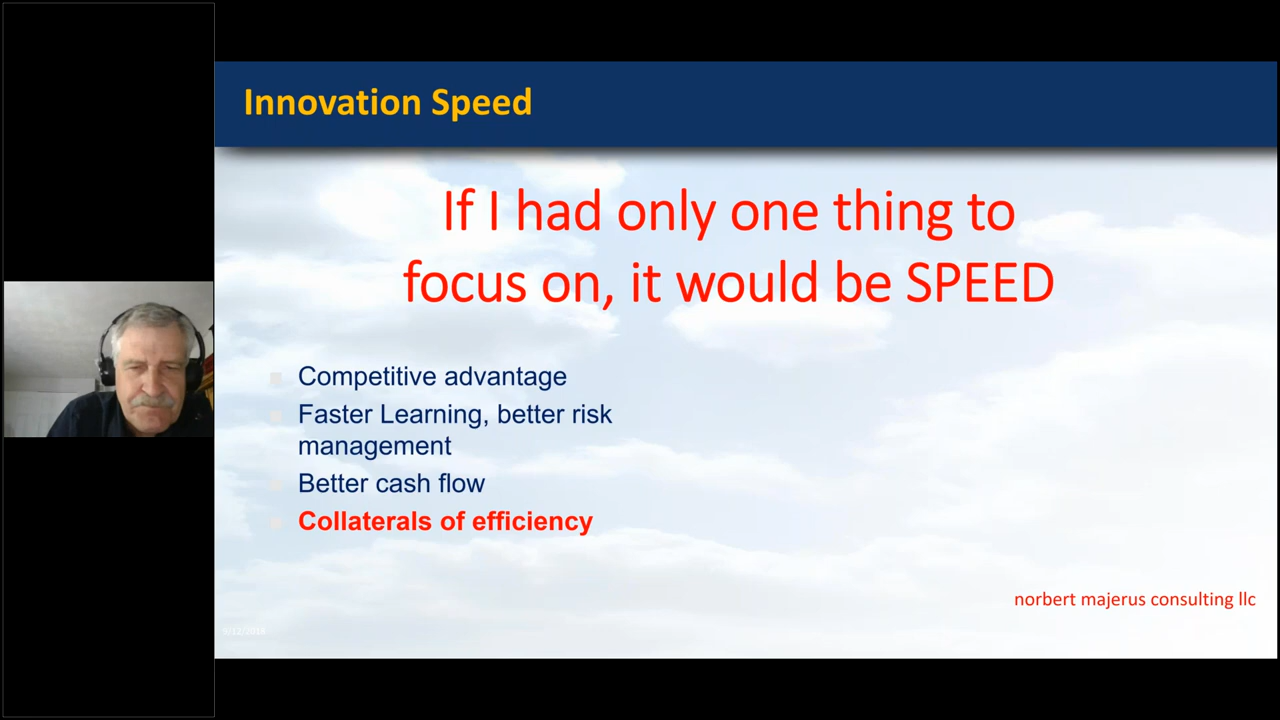 Innovation Speed
If I had only one thing to
focus on, it would be SPEED
Competitive advantage
Faster Learning, better risk
management
Better cash flow
Collaterals of efficiency
norbert majerus consulting llc